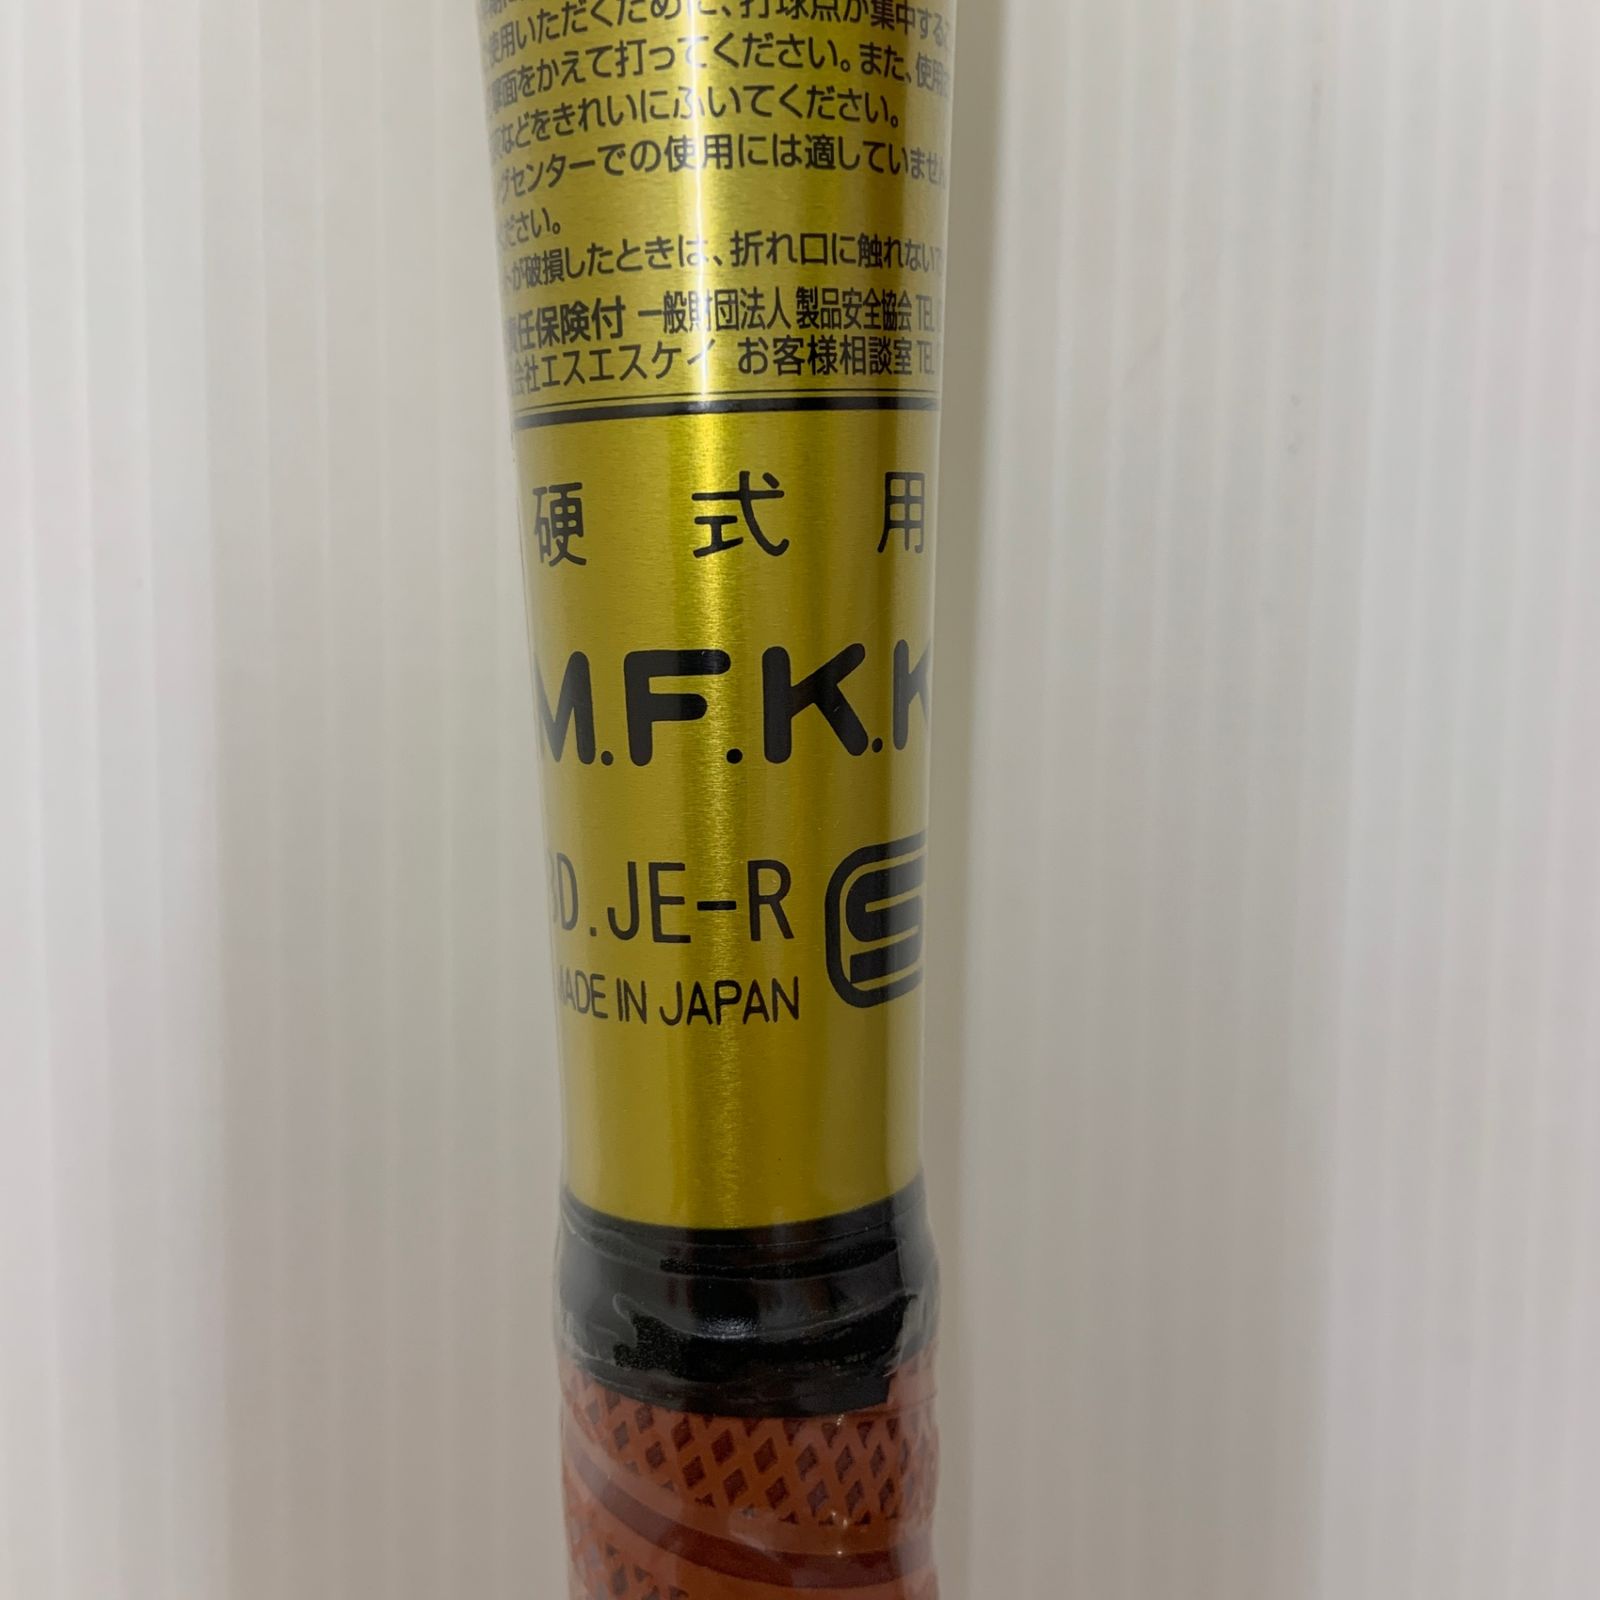 使用いただくために、打球点が集中する
面をかえて打ってください。また、使用
などをきれいにふいてください。
グセンターでの使用には適していません
ください。
が破損したときは、折れ口に触れない
責任保険付 一般財団法人 製品安全協会 TEL
会社エスエスケイ お客様相談室 TEL
硬式用
M.F.K.K
D.JE-R S
MADE IN JAPAN